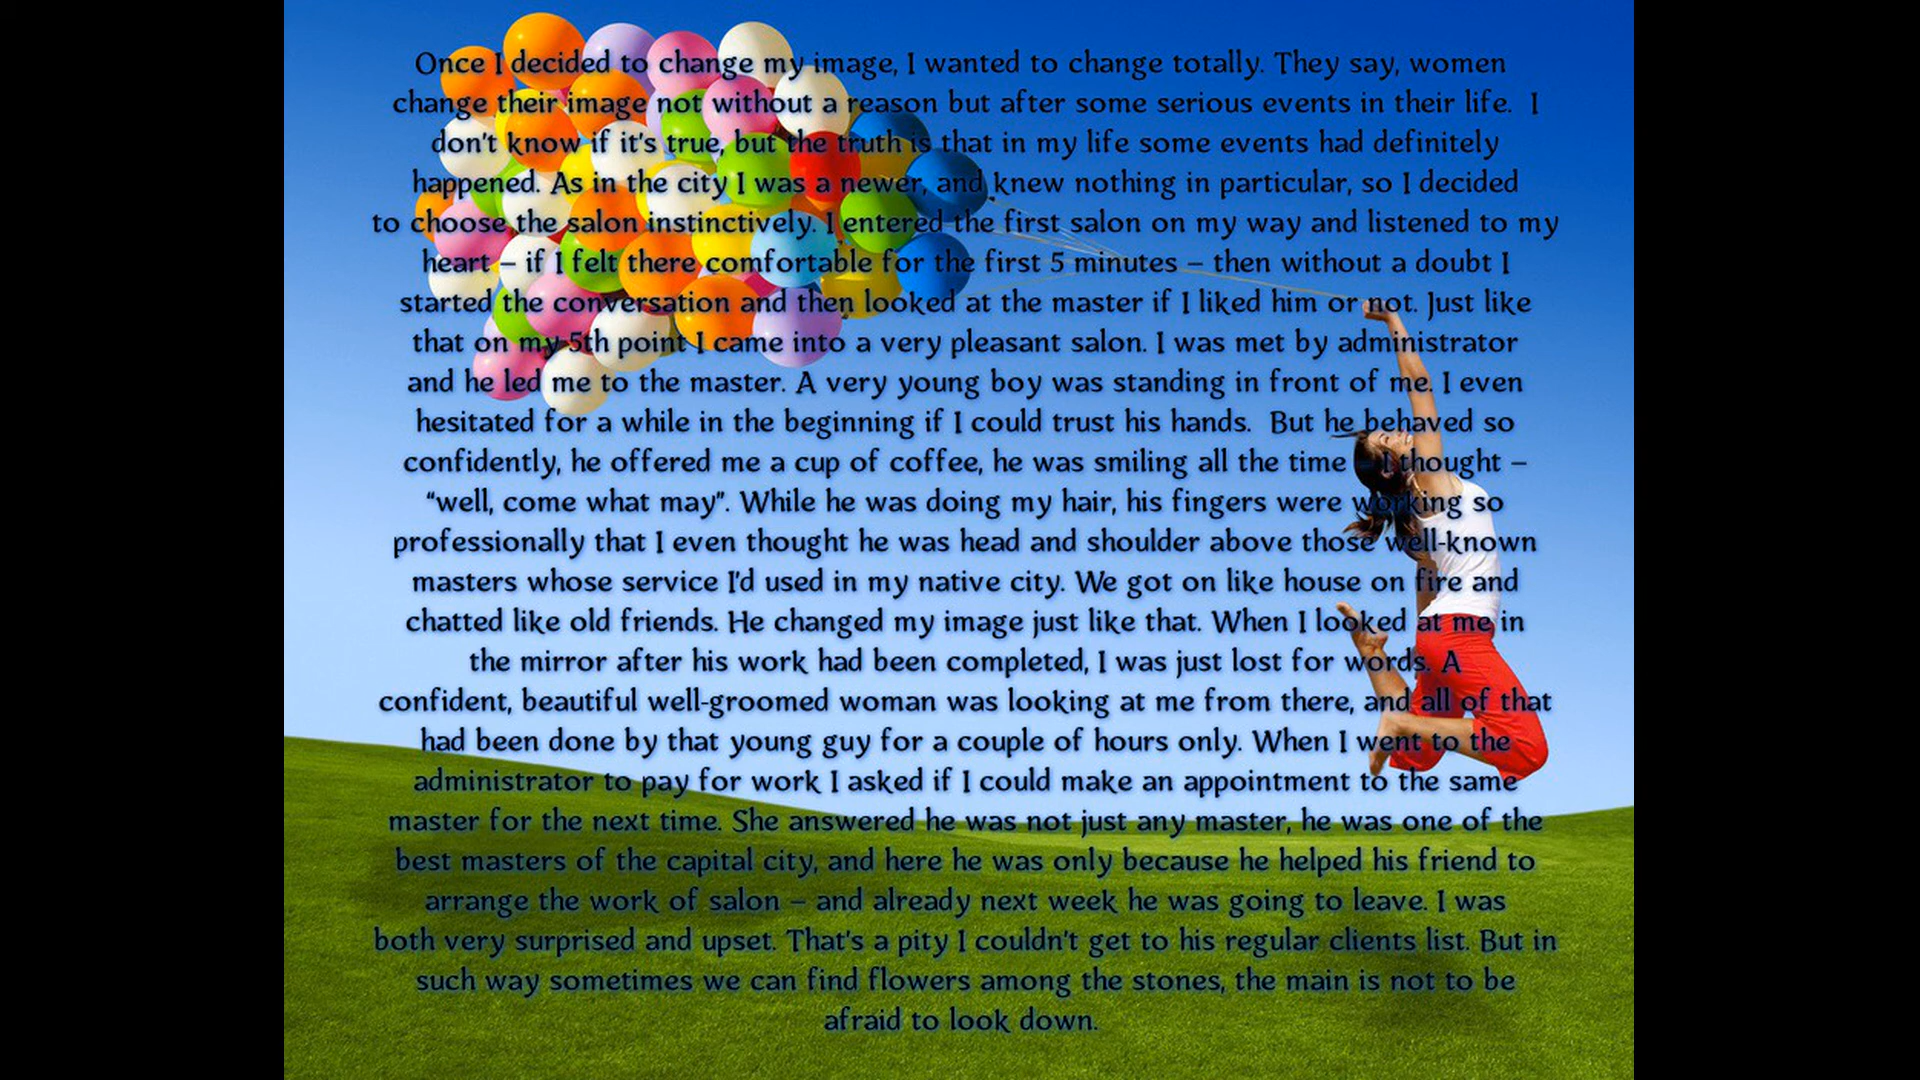 Once I decided to change my image, I wanted to change totally. They say, women
change their image not without a reason but after some serious events in their life. I
don't know if it's true, but the truth is that in my life some events had definitely
happened. As in the city I was a newer, and knew nothing in particular, so I decided
to choose the salon instinctively. I entered the first salon on my way and listened to my
heart – if I felt there comfortable for the first 5 minutes – then without a doubt I
started the conversation and then looked at the master if I liked him or not. Just like
that on my 5th point I came into a very pleasant salon. I was met by administrator
and he led me to the master. A very young boy was standing in front of me. I even
hesitated for a while in the beginning if I could trust his hands. But he behaved so
confidently, he offered me a cup of coffee, he was smiling all the time – I thought –
“well, come what may”. While he was doing my hair, his fingers were working so
professionally that I even thought he was head and shoulder above those well-known
masters whose service I'd used in my native city. We got on like house on fire and
chatted like old friends. He changed my image just like that. When I looked at me in
the mirror after his work had been completed, I was just lost for words. A
confident, beautiful well-groomed woman was looking at me from there, and all of that
had been done by that young guy for a couple of hours only. When I went to the
administrator to pay for work I asked if I could make an appointment to the same
master for the next time. She answered he was not just any master, he was one of the
best masters of the capital city, and here he was only because he helped his friend to
arrange the work of salon – and already next week he was going to leave. I was
both very surprised and upset. That's a pity I couldn't get to his regular clients list. But in
such way sometimes we can find flowers among the stones, the main is not to be
afraid to look down.